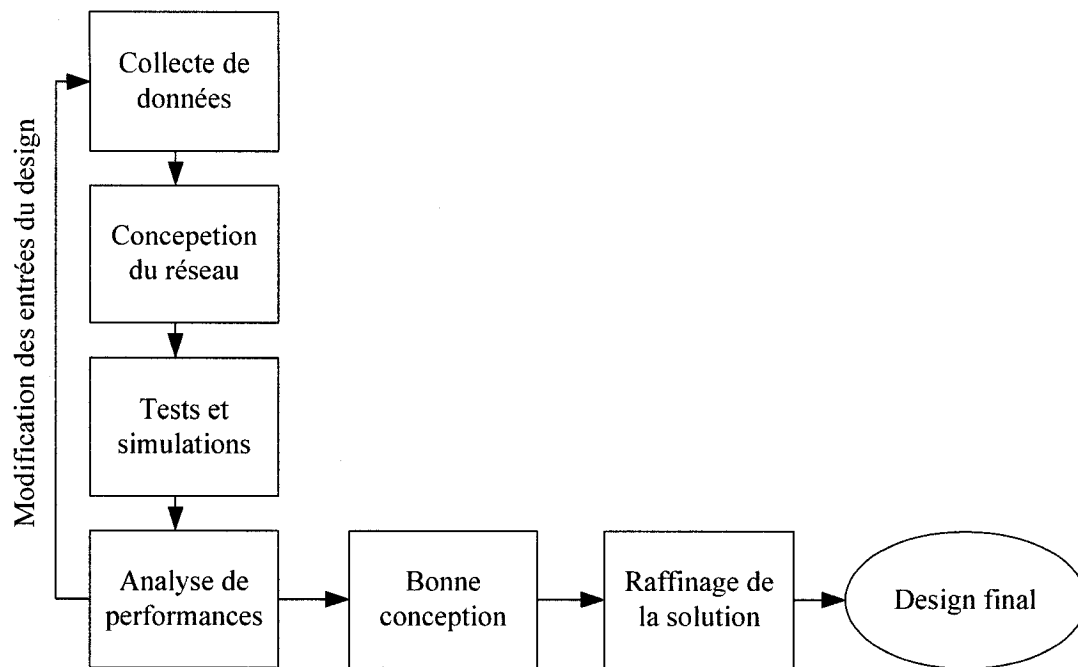 Collecte de
données
Modification des entrées du design
Concepetion
du réseau
Tests et
simulations
Analyse de
performances
Bonne
conception
Raffinage de
la solution
Design final